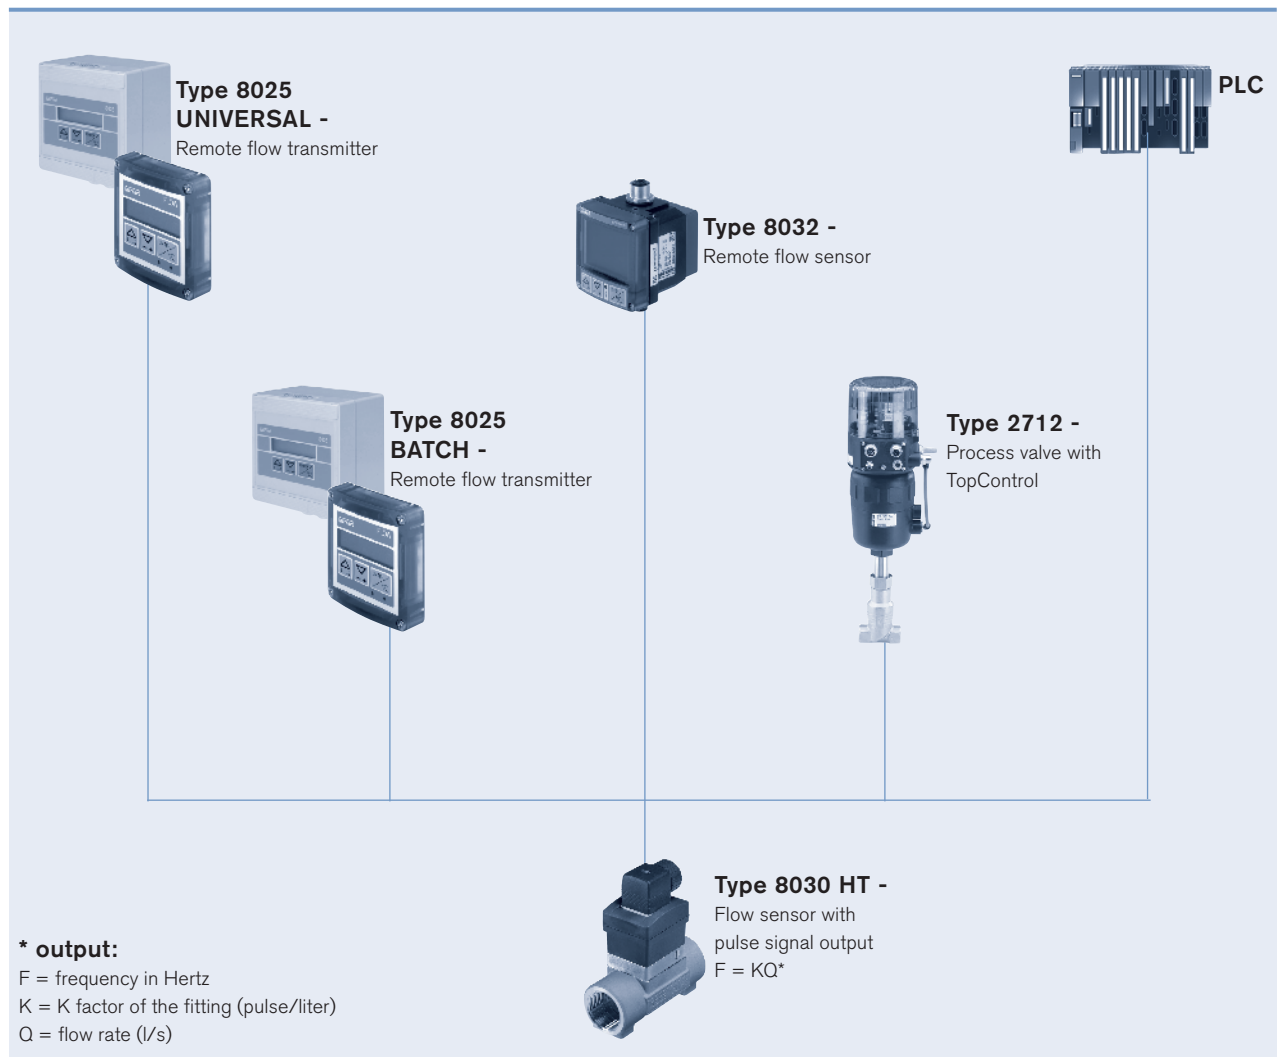 Type 8025
UNIVERSAL -
Remote flow transmitter
PLC
Type 8032 -
Remote flow sensor
Type 8025
BATCH -
Remote flow transmitter
Type 2712 -
Process valve with
TopControl
Type 8030 HT -
Flow sensor with
pulse signal output
F = KQ*
* output:
F = frequency in Hertz
K = K factor of the fitting (pulse/liter)
Q = flow rate (l/s)